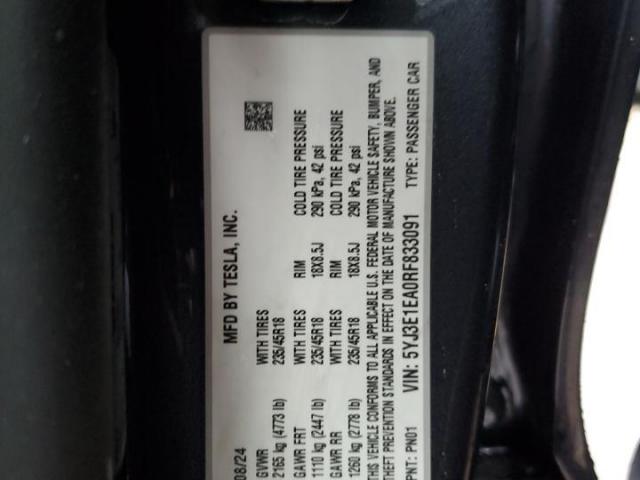 08/24 MFD BY TESLA, INC.
GVWR WITH TIRES RIM COLD TIRE PRESSURE
2165 kg (4773 lb) 235/45R18 18X8.5J 290 kPa, 42 psi
GAWR FRT WITH TIRES RIM COLD TIRE PRESSURE
1110 kg (2447 lb) 235/45R18 18X8.5J 290 kPa, 42 psi
GAWR RR
1260 kg (2778 lb) 235/45R18
THIS VEHICLE CONFORMS TO ALL APPLICABLE U.S. FEDERAL MOTOR VEHICLE SAFETY, BUMPER, AND
THEFT PREVENTION STANDARDS IN EFFECT ON THE DATE OF MANUFACTURE SHOWN ABOVE.
VIN: 5YJ3E1EA0RF833091 TYPE: PASSENGER CAR
PNT: PN01